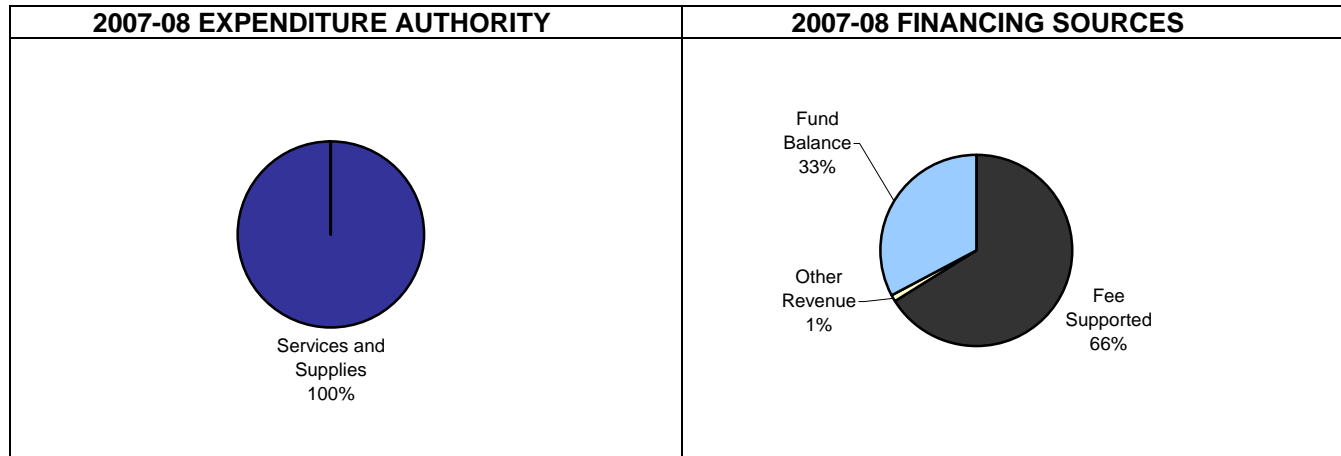 2007-08 EXPENDITURE AUTHORITY
Services and
Supplies
100%
2007-08 FINANCING SOURCES
Fund
Balance
33%
Other
Revenue
1%
Fee
Supported
66%